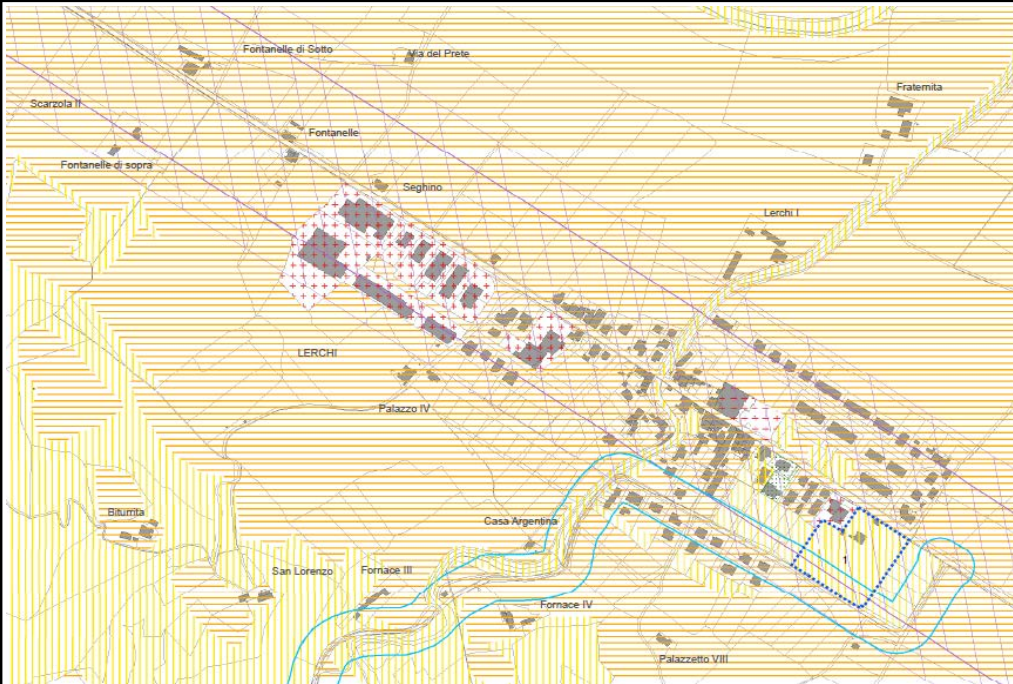 Fontanelle di Sotto
Via del Prete
Fraternita
Scarzola II
Fontanelle
Fontanelle di sopra
Seghino
Lerchi I
LERCHI
Palazzo IV
Biturrita
Casa Argentina
1
San Lorenzo
Fornace III
Fornace IV
Palazzetto VIII